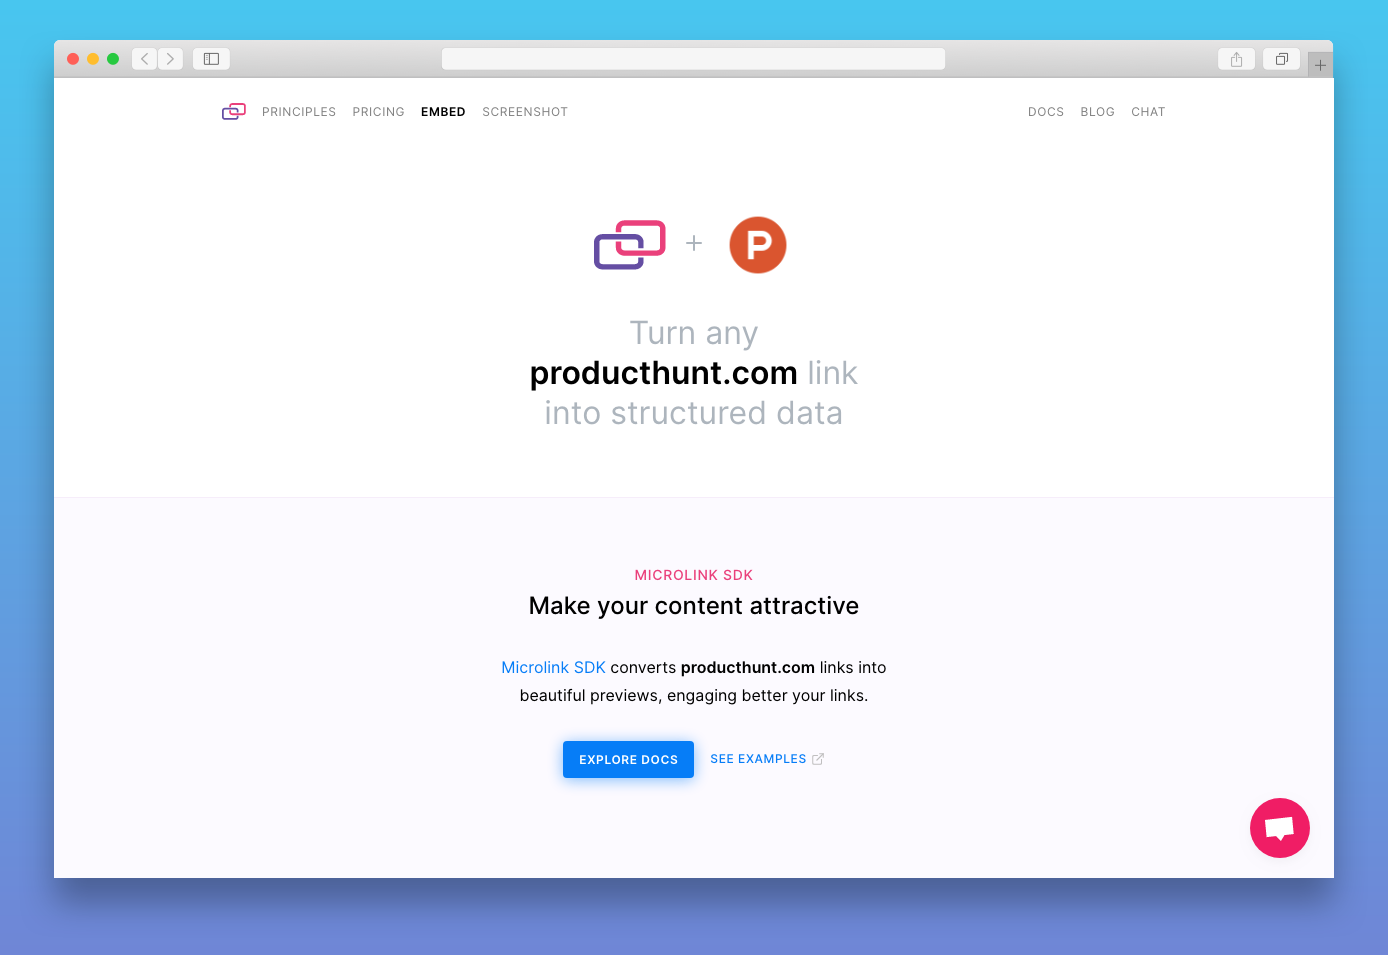 PRINCIPLES PRICING EMBED SCREENSHOT DOCS BLOG CHAT
+ P
Turn any
producthunt.com link
into structured data
MICROLINK SDK
Make your content attractive
Microlink SDK converts producthunt.com links into
beautiful previews, engaging better your links.
EXPLORE DOCS SEE EXAMPLES